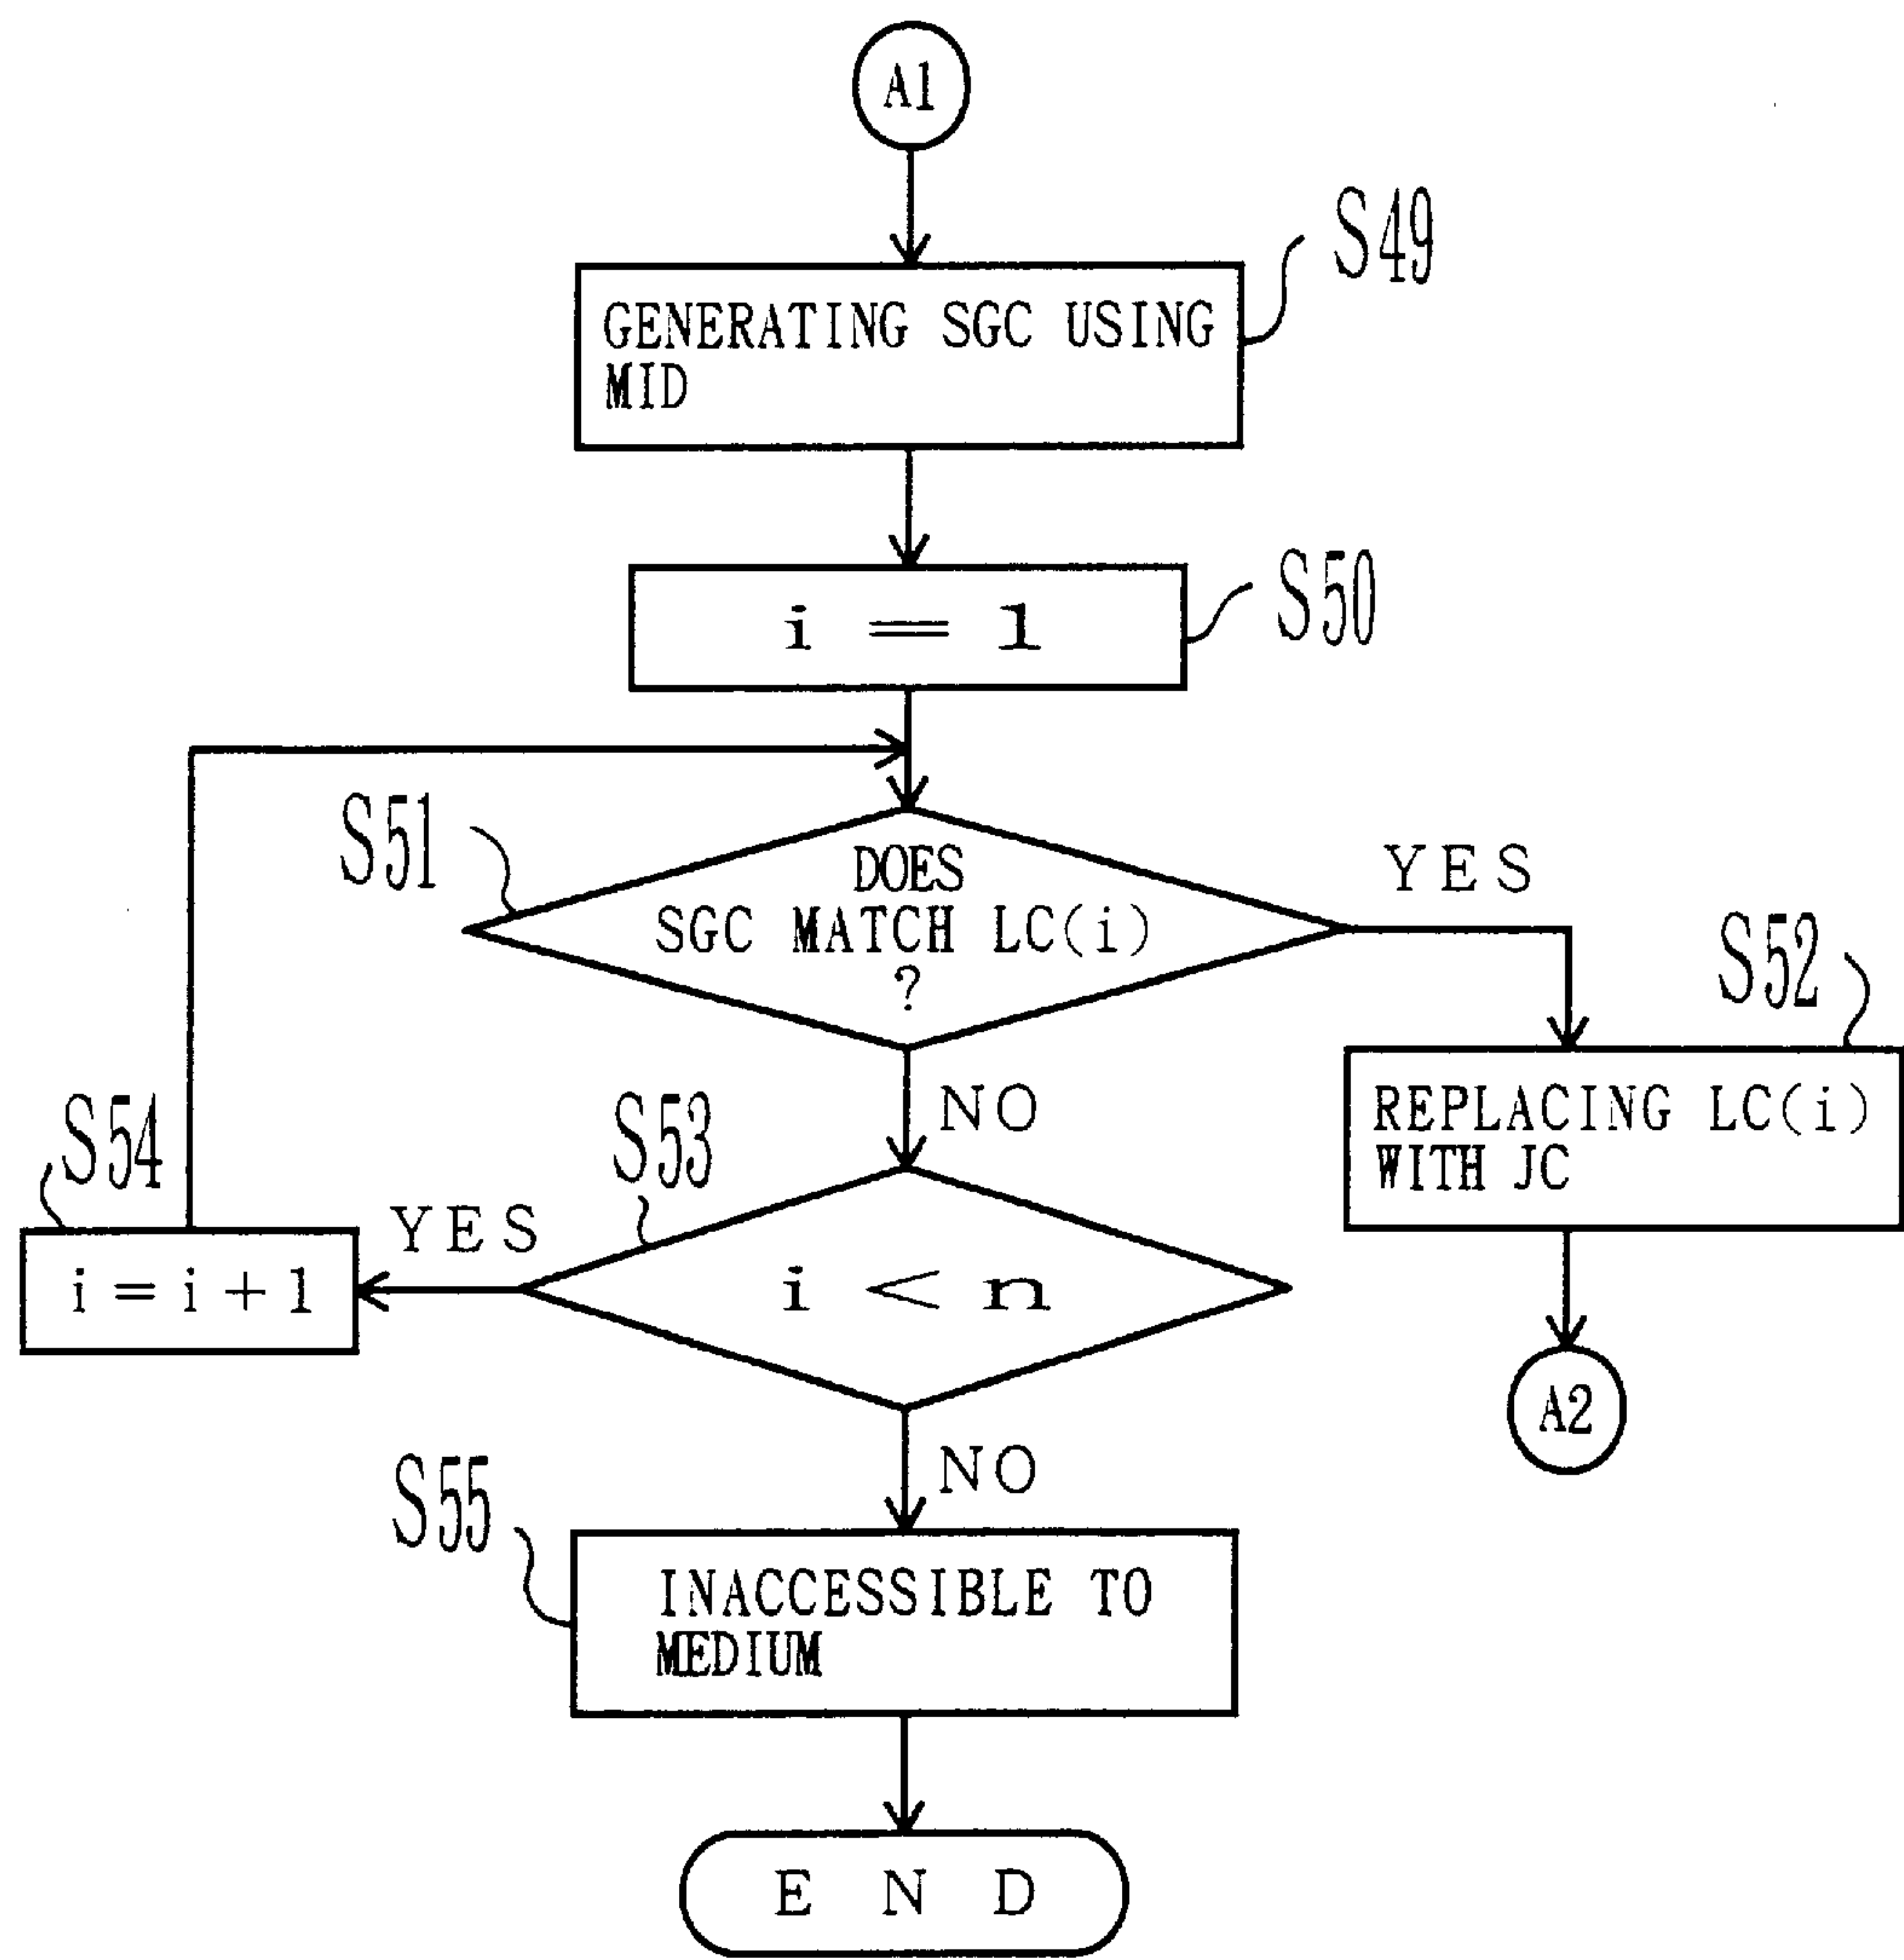 A1
S49
GENERATING SGC USING
MID
S50
i = 1
S51
DOES
SGC MATCH LC(i)
?
YES
S52
REPLACING LC(i)
WITH JC
NO
S53
S54
YES
i = i + 1
i < n
A2
NO
S55
INACCESSIBLE TO
MEDIUM
END